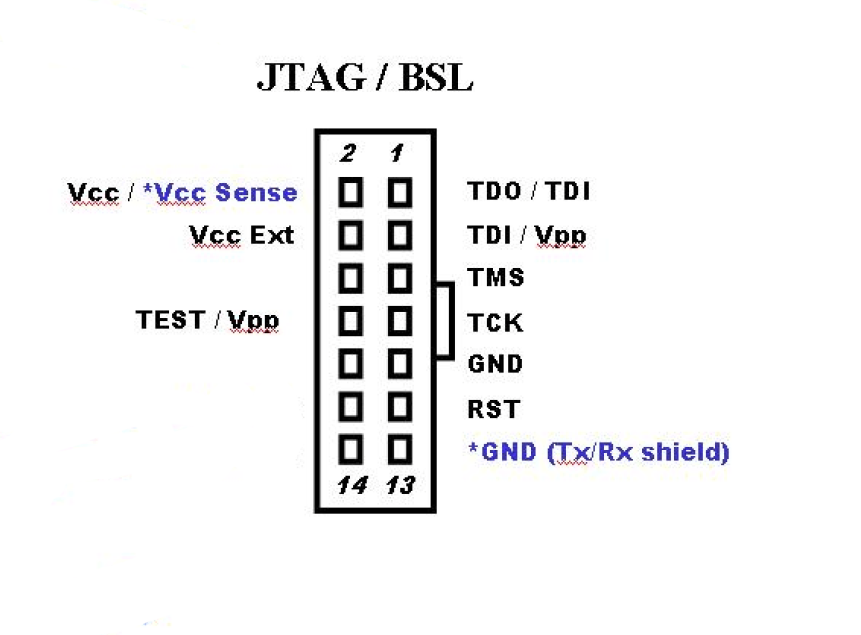 JTAG / BSL
2 1
Vcc / *Vcc Sense TDO / TDI
Vcc Ext TDI / Vpp
TMS
TEST / Vpp TCK
GND
RST
*GND (Tx/Rx shield)
14 13